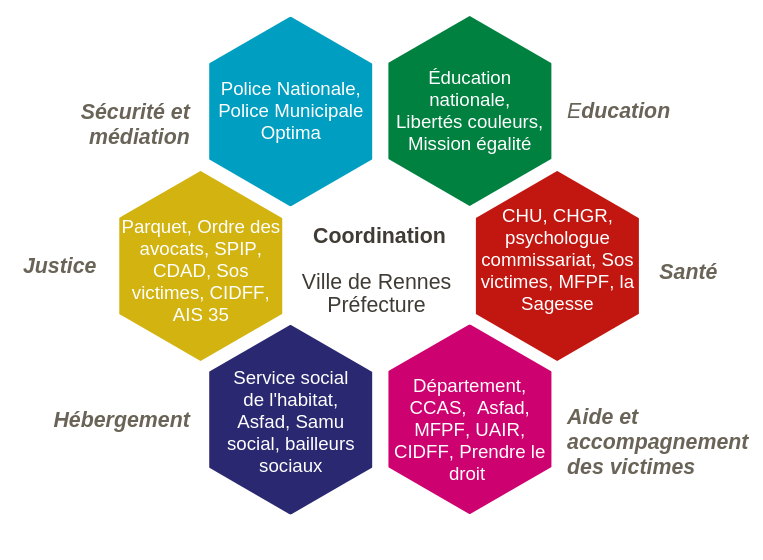 Sécurité et
médiation
Police Nationale,
Police Municipale
Optima
Éducation
nationale,
Libertés couleurs,
Mission égalité
Education
Justice
Parquet, Ordre des
avocats, SPIP,
CDAD, Sos
victimes, CIDFF,
AIS 35
Coordination
Ville de Rennes
Préfecture
CHU, CHGR,
psychologue
commissariat, Sos
victimes, MFPF, la
Sagesse
Santé
Hébergement
Service social
de l'habitat,
Asfad, Samu
social, bailleurs
sociaux
Département,
CCAS,  Asfad,
MFPF, UAIR,
CIDFF, Prendre le
droit
Aide et
accompagnement
des victimes